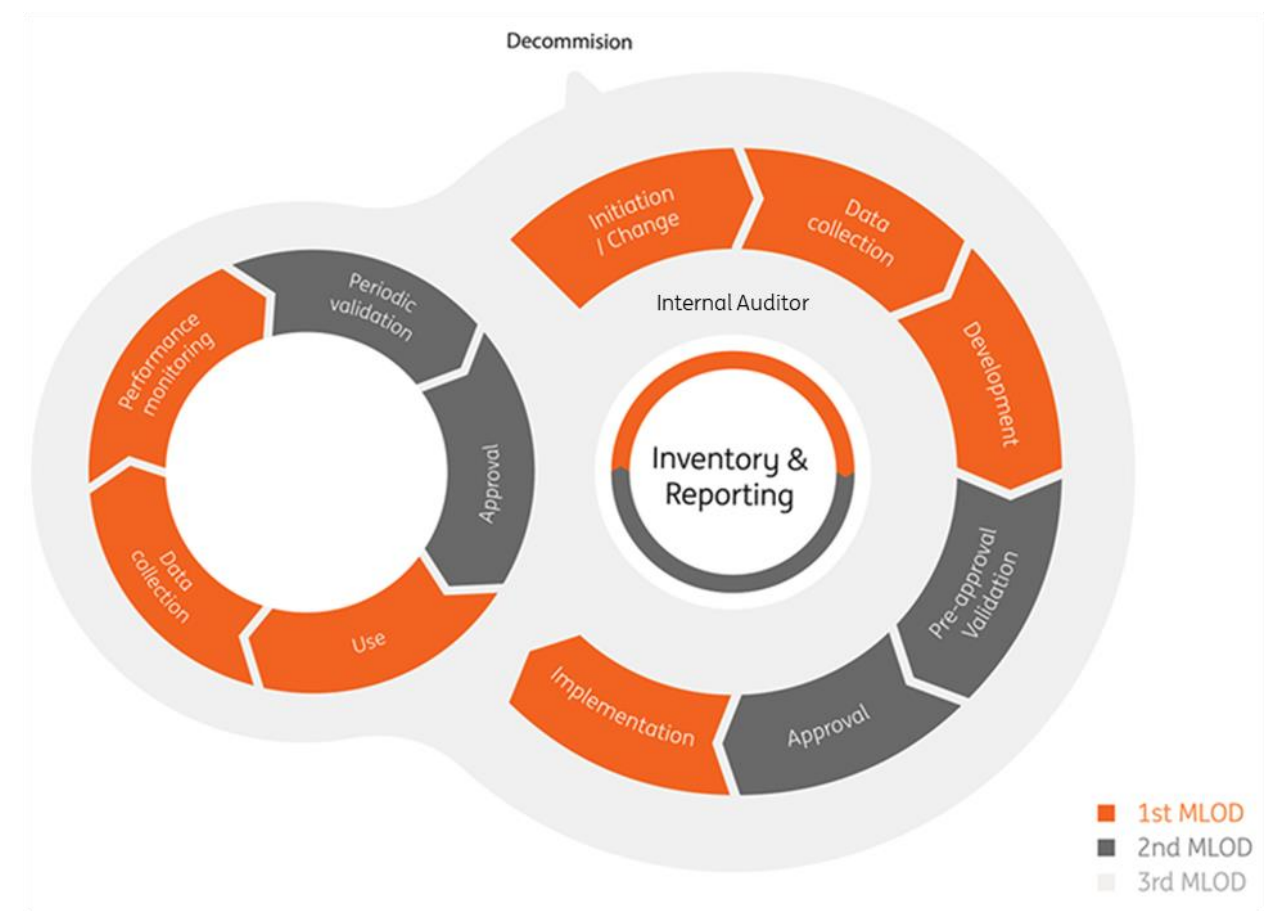 Decommision
Initiation
/ Change
Data
collection
Development
Pre-approval
Validation
Approval
Implementation
Internal Auditor
Inventory &
Reporting
Periodic
validation
Approval
Use
Data
collection
Performance
monitoring
1st MLOD
2nd MLOD
3rd MLOD